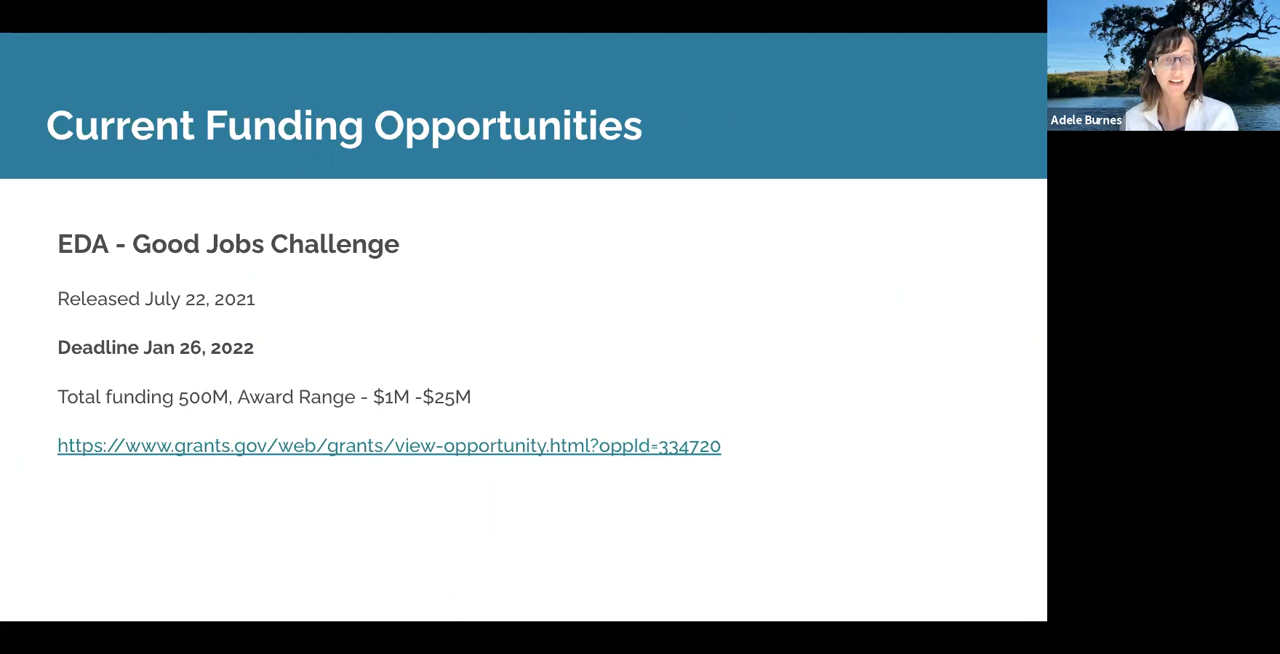 Current Funding Opportunities
Adele Burnes
EDA - Good Jobs Challenge
Released July 22, 2021
Deadline Jan 26, 2022
Total funding 500M, Award Range - $1M -$25M
https://www.grants.gov/web/grants/view-opportunity.html?oppId=334720